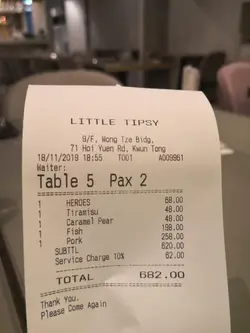 LITTLE TIPSY
9/F, Wong Tze Bldg,
71 Hoi Yuen Rd, Kwun Tong
18/11/2019 18:55 T001 A009961
Waiter:
Table 5 Pax 2
1 HEROES 68.00
1 Tiramisu 48.00
1 Caramel Pear 48.00
1 Fish 198.00
1 Pork 258.00
SUBTTL 620.00
Service Charge 10% 62.00
TOTAL 682.00
Thank You.
Please Come Again